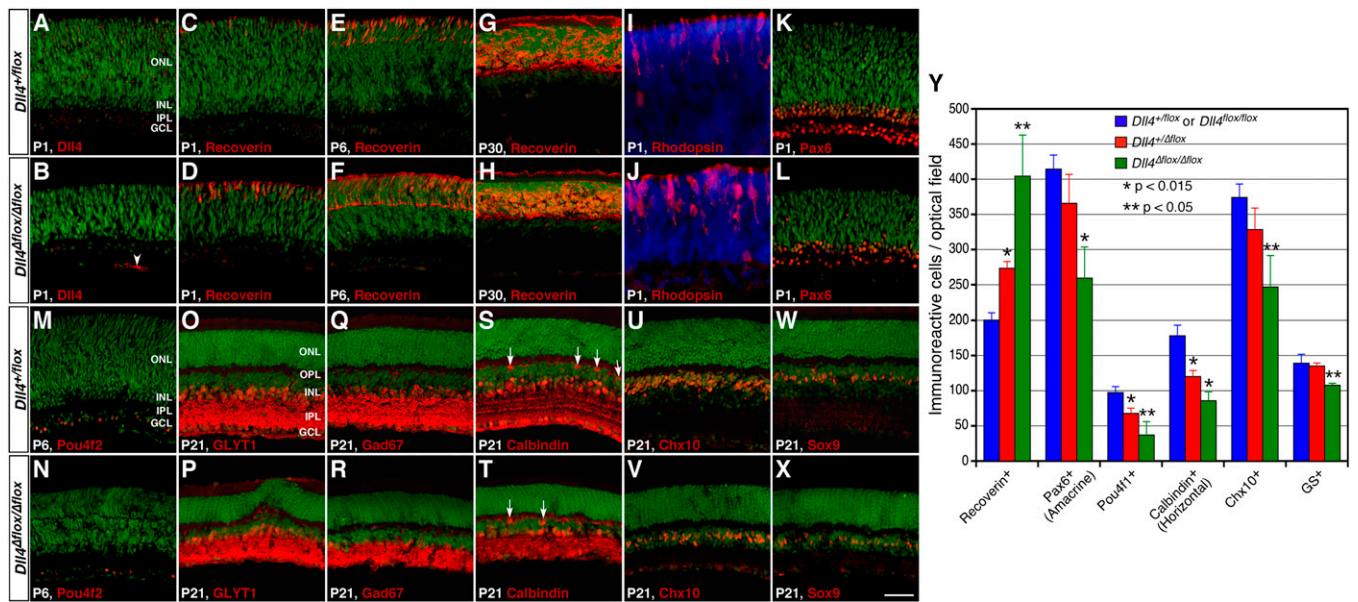 Dll4+/flox
A
ONL
INL
IPL
GCL
P1, Dll4
C
P1, Recoverin
E
P6, Recoverin
G
P30, Recoverin
I
P1, Rhodopsin
K
P1, Pax6
Dll4Δflox/Δflox
B
P1, Dll4
D
P1, Recoverin
F
P6, Recoverin
H
P30, Recoverin
J
P1, Rhodopsin
L
P1, Pax6
Dll4+/flox
M
ONL
INL
IPL
GCL
P6, Pou4f2
O
ONL
OPL
INL
IPL
GCL
P21, GLYT1
Q
P21, Gad67
S
P21 Calbindin
U
P21, Chx10
W
P21, Sox9
Dll4Δflox/Δflox
N
P6, Pou4f2
P
P21, GLYT1
R
P21, Gad67
T
P21 Calbindin
V
P21, Chx10
X
P21, Sox9
Y
Immunoreactive cells / optical field
500
450
400
350
300
250
200
150
100
50
0
Dll4+/flox or Dll4flox/flox
Dll4+/Δflox
Dll4Δflox/Δflox
* p < 0.015
** p < 0.05
**
*
*
*
**
*
*
**
**
Recoverin+
Pax6+
(Amacrine)
Pou4f1+
Calbindin+
(Horizontal)
Chx10+
GS+